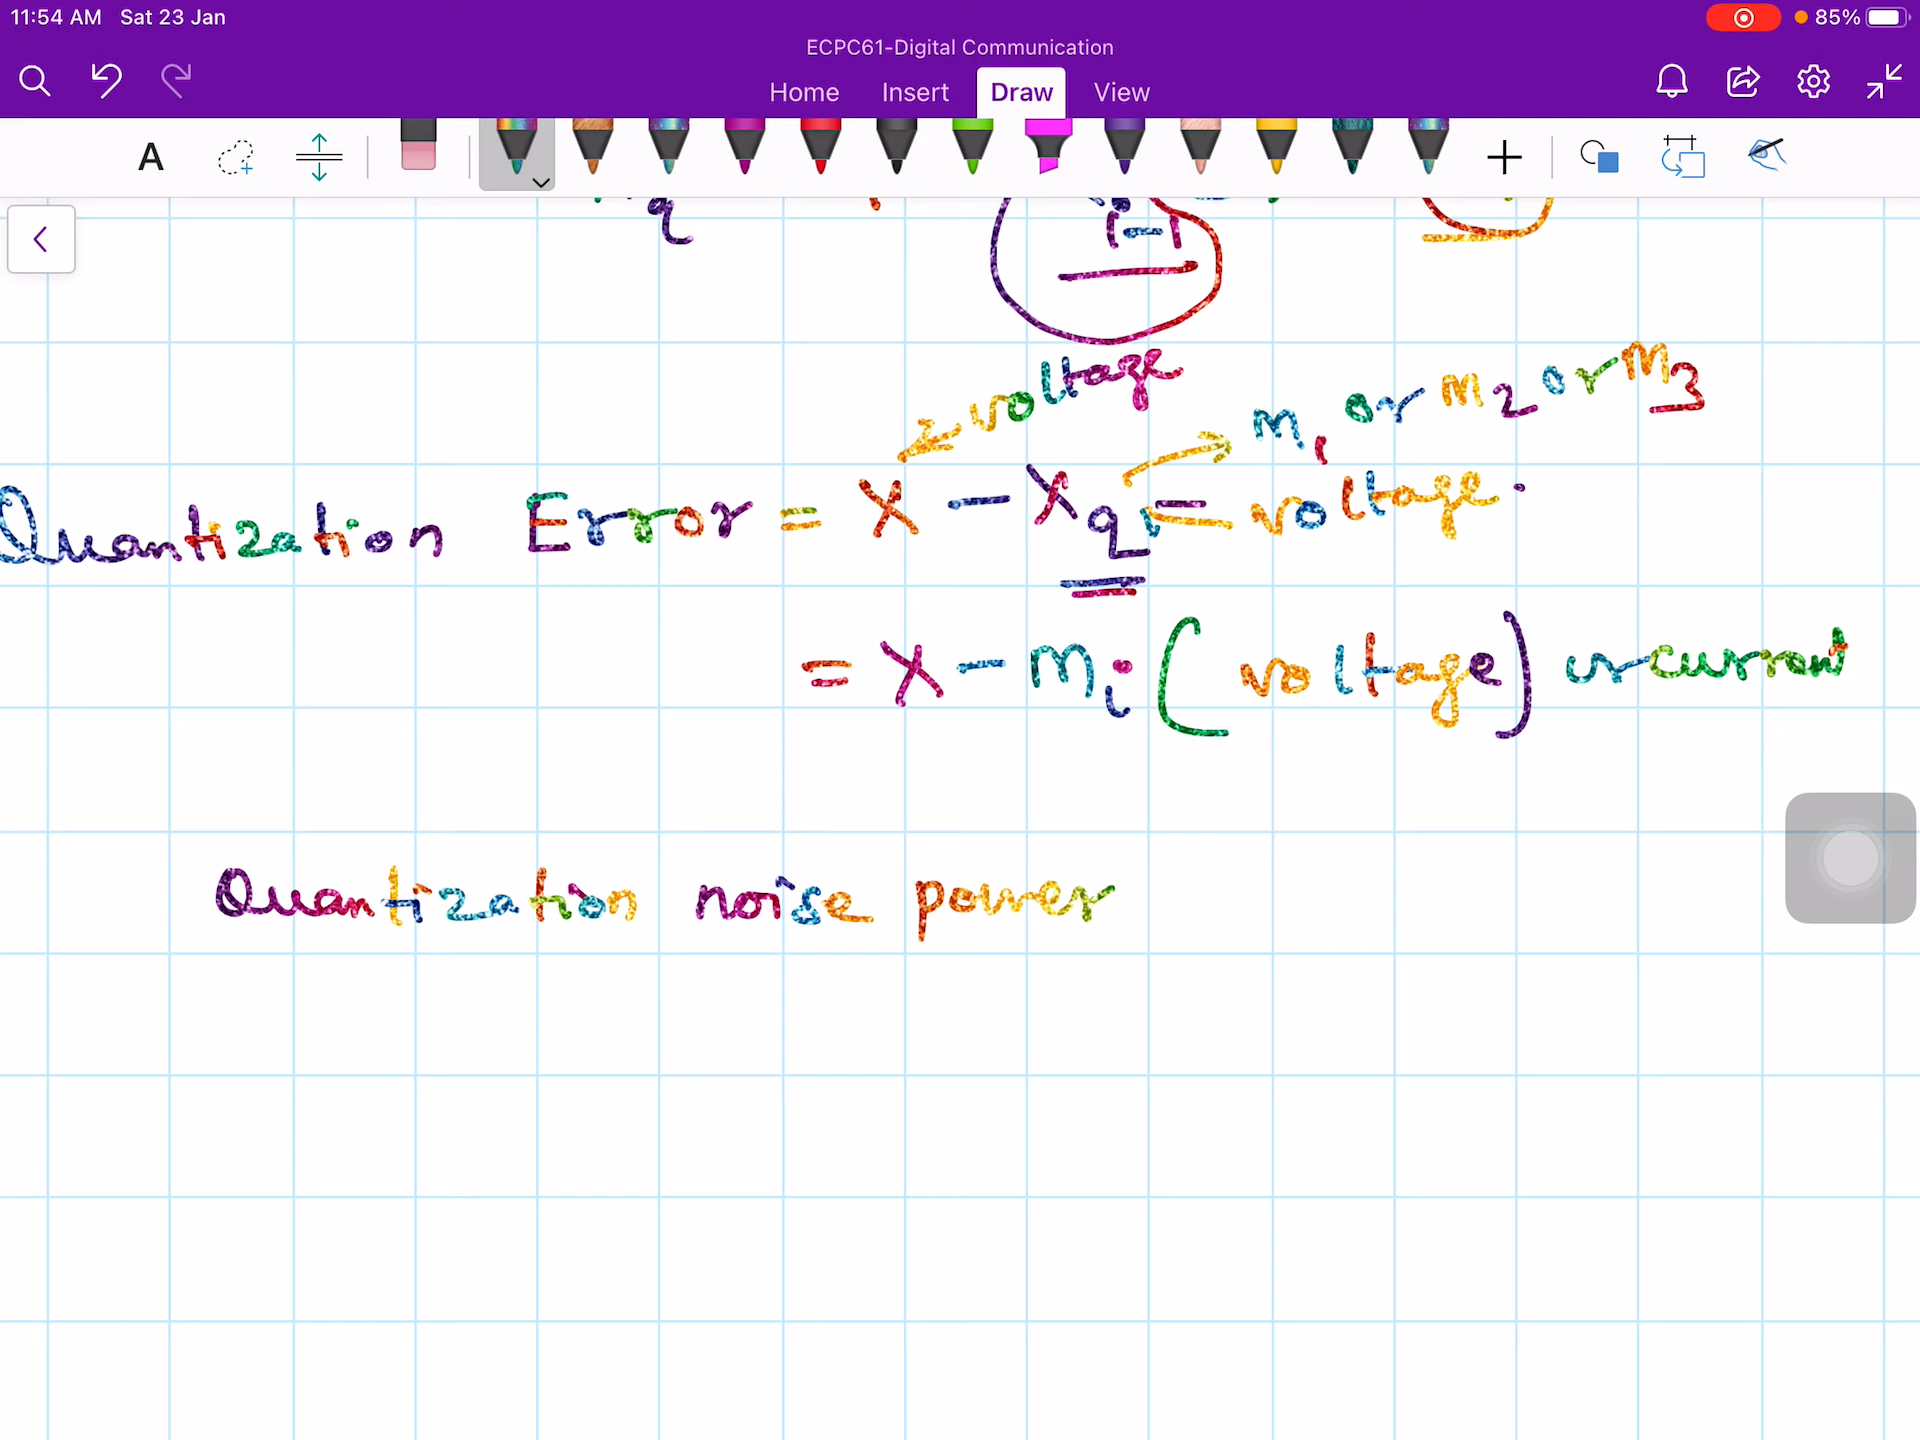 11:54 AM Sat 23 Jan 85%
ECPC61-Digital Communication
Home Insert Draw View
A
q i-1
voltage m1 or m2 or m3
Quantization Error = X - Xq = voltage.
= X - mi (voltage) or current
Quantization noise power